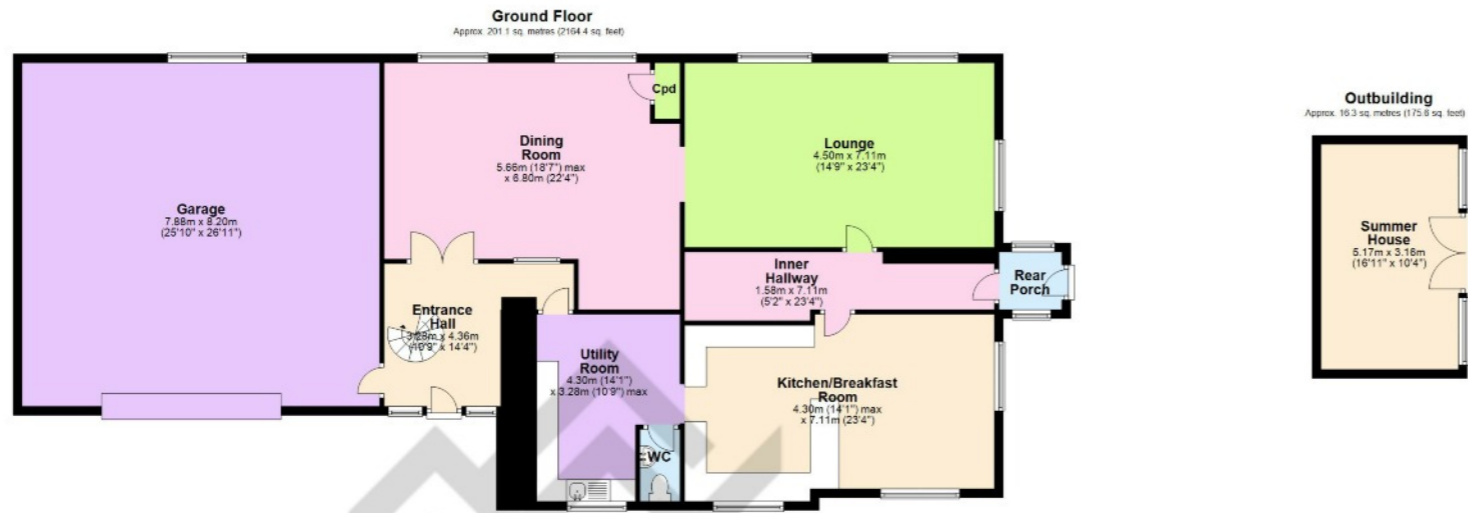 Ground Floor
Approx. 201.1 sq. metres (2164.4 sq. feet)
Garage
7.88m x 8.20m
(25'10" x 26'11")
Dining
Room
5.66m (18'7") max
x 6.80m (22'4")
Cpd
Lounge
4.50m x 7.11m
(14'9" x 23'4")
Entrance
Hall
3.28m x 4.36m
(10'9" x 14'4")
Inner
Hallway
1.58m x 7.11m
(5'2" x 23'4")
Rear
Porch
Utility
Room
4.30m (14'1")
x 3.28m (10'9") max
WC
Kitchen/Breakfast
Room
4.30m (14'1") max
x 7.11m (23'4")
Outbuilding
Approx. 16.3 sq. metres (175.8 sq. feet)
Summer
House
5.17m x 3.16m
(16'11" x 10'4")